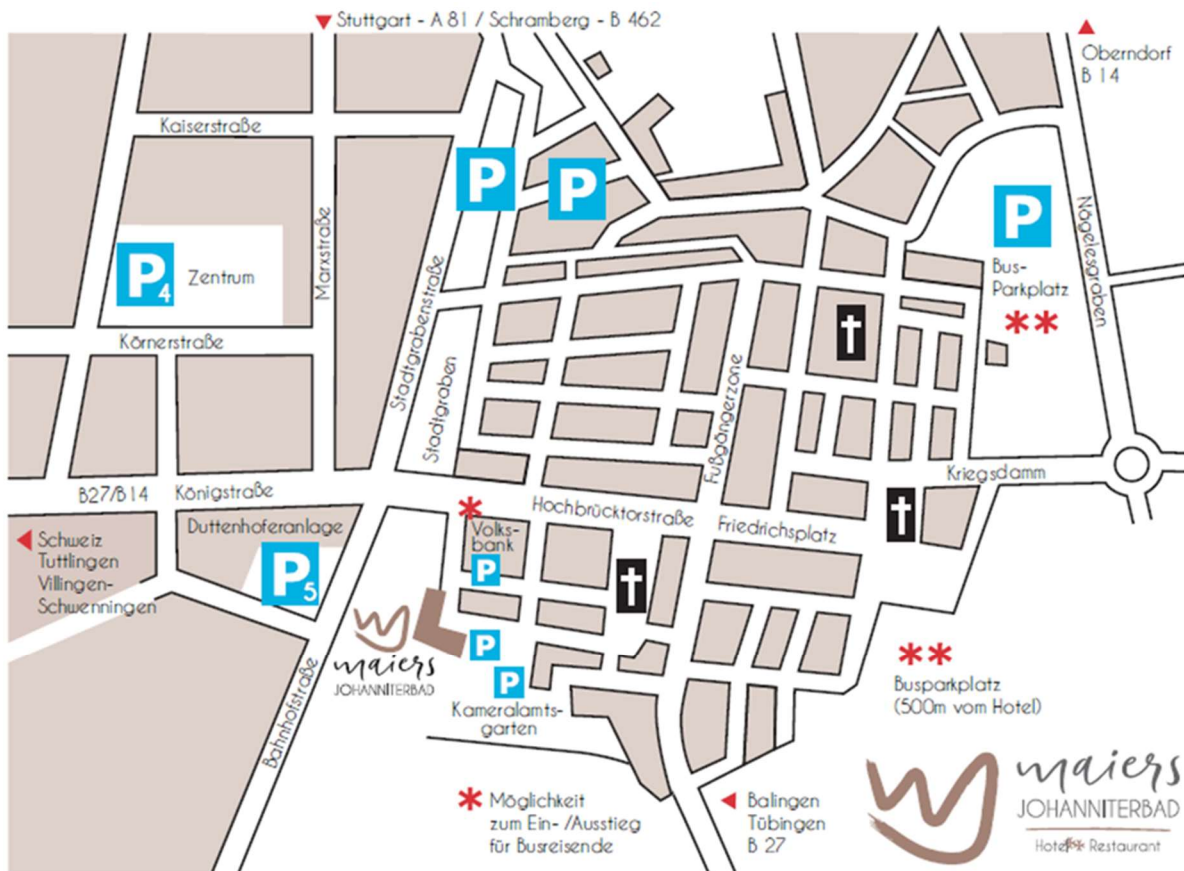 Stuttgart - A 81 / Schramberg - B 462
Oberndorf
B 14
Kaiserstraße
P
P
P
Bus-
Parkplatz
**
Nägelesgraben
Marxstraße
P4
Zentrum
Körnerstraße
Stadtgrabenstraße
Stadtgraben
Fußgängerzone
Kriegsdamm
B27/B14
Königstraße
Hochbrücktorstraße
Friedrichsplatz
Duttenhoferanlage
P5
Schweiz
Tuttlingen
Villingen-
Schwenningen
*
Volks-
bank
P
P
P
maiers
JOHANNITERBAD
Kameralamts-
garten
Bahnhofstraße
**
Busparkplatz
(500m vom Hotel)
* Möglichkeit
zum Ein- /Ausstieg
für Busreisende
Balingen
Tübingen
B 27
maiers
JOHANNITERBAD
Hotel Restaurant